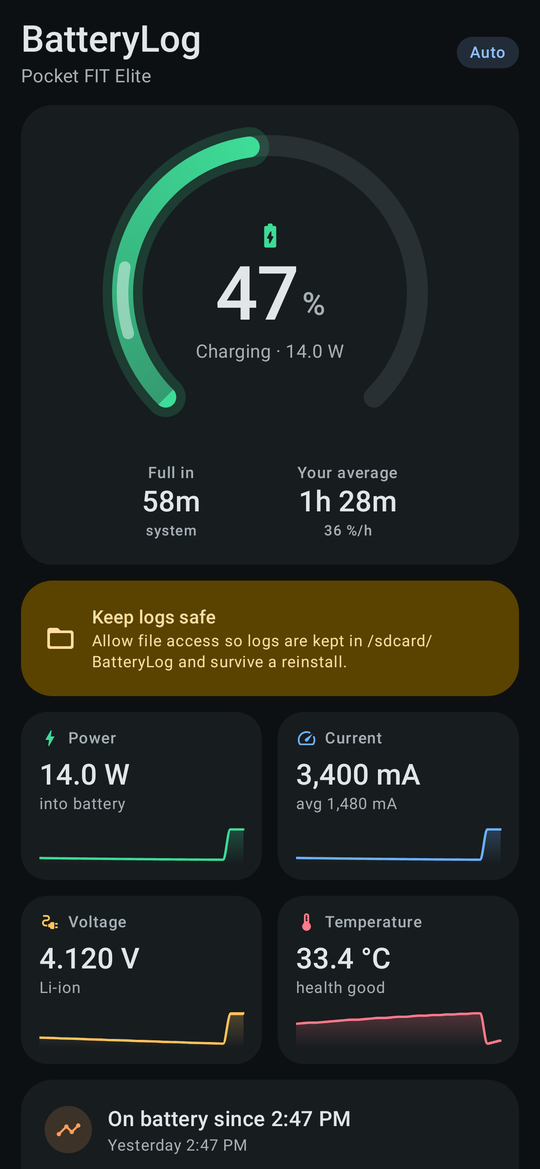 BatteryLog
Pocket FIT Elite
Auto
47 %
Charging · 14.0 W
Full in
58m
system
Your average
1h 28m
36 %/h
Keep logs safe
Allow file access so logs are kept in /sdcard/
BatteryLog and survive a reinstall.
Power
14.0 W
into battery
Current
3,400 mA
avg 1,480 mA
Voltage
4.120 V
Li-ion
Temperature
33.4 °C
health good
On battery since 2:47 PM
Yesterday 2:47 PM